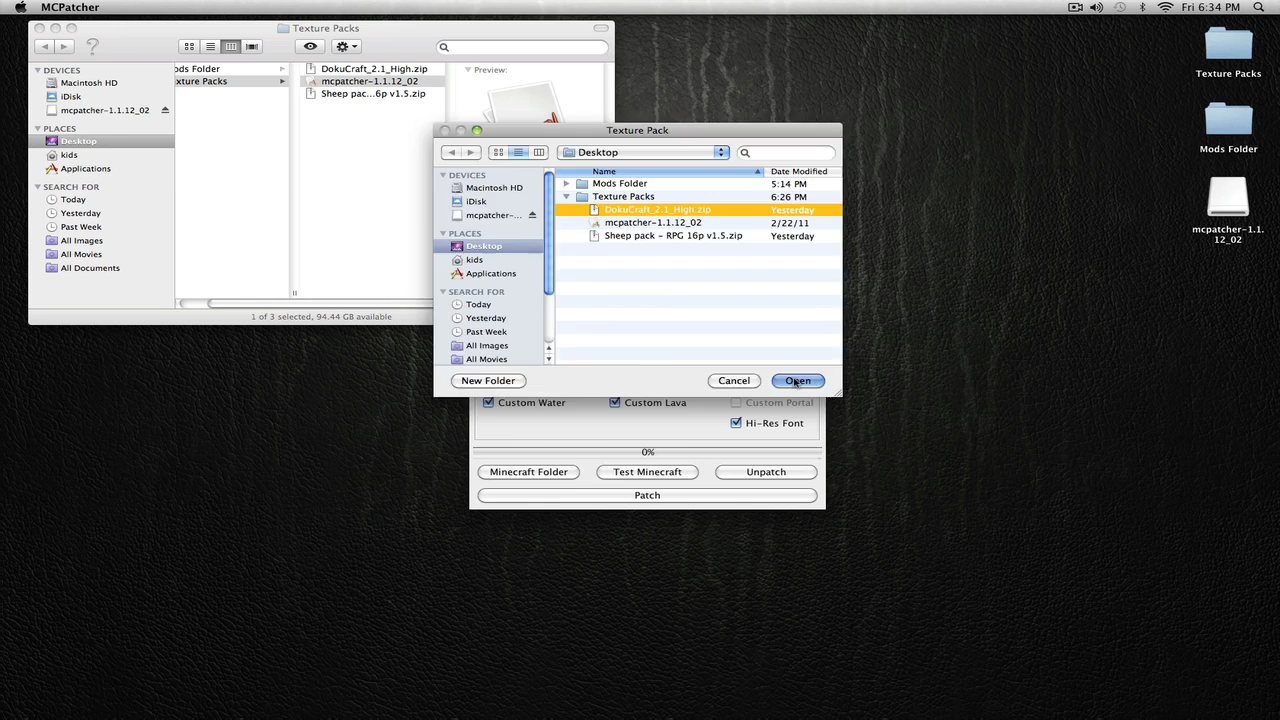 MCPatcher
Fri 6:34 PM
Texture Packs
DEVICES
Macintosh HD
iDisk
mcpatcher-1.1.12_02
PLACES
Desktop
kids
Applications
SEARCH FOR
Today
Yesterday
Past Week
All Images
All Movies
All Documents
ods Folder
xture Packs
DokuCraft_2.1_High.zip
mcpatcher-1.1.12_02
Sheep pac...6p v1.5.zip
Preview:
1 of 3 selected, 94.44 GB available
Texture Pack
Desktop
DEVICES
Macintosh HD
iDisk
mcpatcher-...
PLACES
Desktop
kids
Applications
SEARCH FOR
Today
Yesterday
Past Week
All Images
All Movies
Name Date Modified
Mods Folder 5:14 PM
Texture Packs 6:26 PM
DokuCraft_2.1_High.zip Yesterday
mcpatcher-1.1.12_02 2/22/11
Sheep pack - RPG 16p v1.5.zip Yesterday
New Folder Cancel Open
Custom Water Custom Lava Custom Portal
Hi-Res Font
0%
Minecraft Folder Test Minecraft Unpatch
Patch
Texture Packs
Mods Folder
mcpatcher-1.1.
12_02